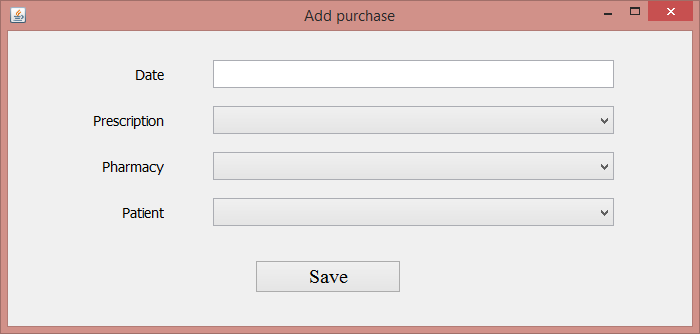 Add purchase
Date
Prescription
Pharmacy
Patient
Save